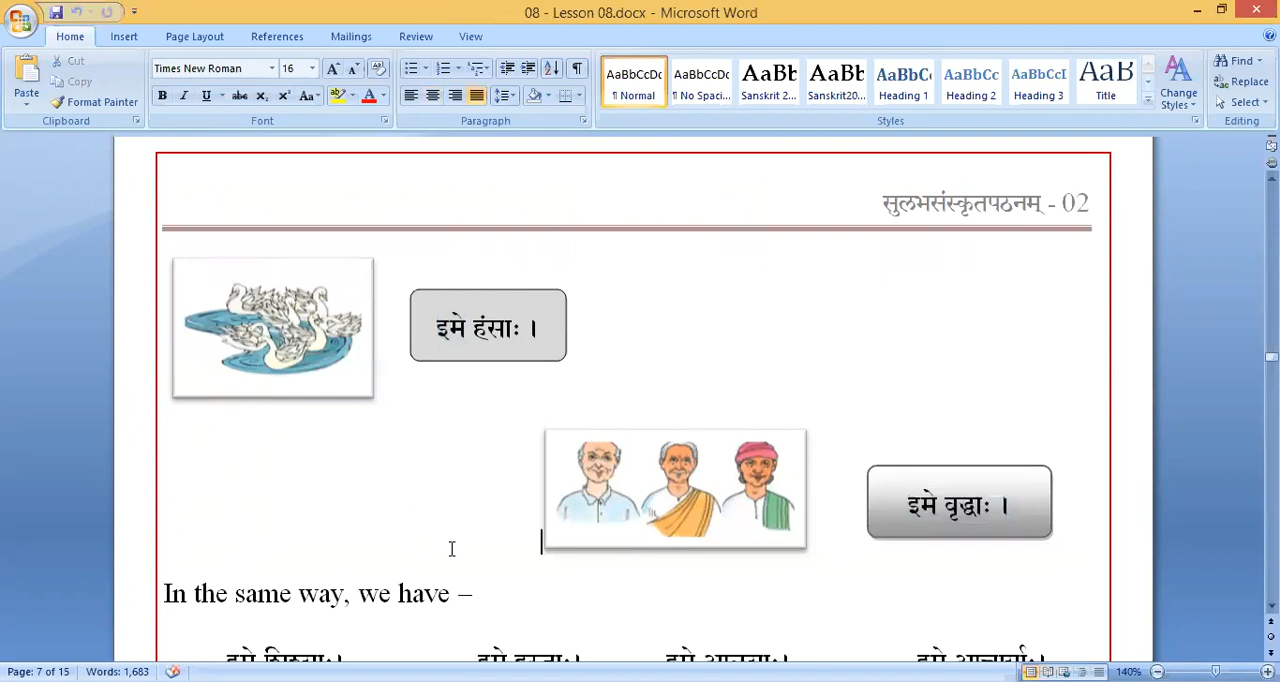 08 - Lesson 08.docx - Microsoft Word
Home Insert Page Layout References Mailings Review View
Paste
Cut
Copy
Format Painter
Clipboard
Times New Roman 16
Font
Paragraph
AaBbCcDc AaBbCcDc AaBb( AaBb( AaBbC( AaBbCc AaBbCcI AaB
¶ Normal ¶ No Spaci... Sanskrit 2... Sanskrit20... Heading 1 Heading 2 Heading 3 Title
Change Styles
Styles
Find
Replace
Select
Editing
सुलभसंस्कृतपठनम् - 02
इमे हंसाः ।
इमे वृद्धाः ।
In the same way, we have –
Page: 7 of 15 Words: 1,683 140%